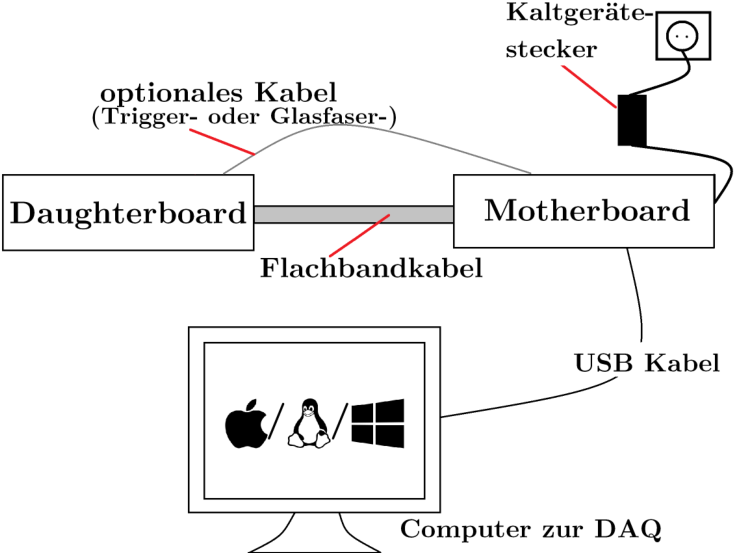 Kaltgeräte-
stecker
optionales Kabel
(Trigger- oder Glasfaser-)
Daughterboard
Motherboard
Flachbandkabel
USB Kabel
Computer zur DAQ